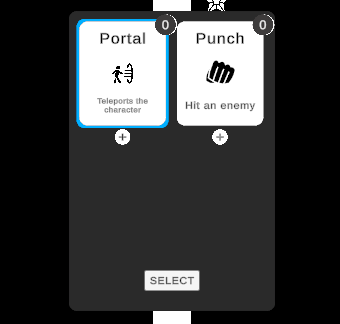 0
0
Portal
Punch
Teleports the
character
Hit an enemy
+
+
SELECT